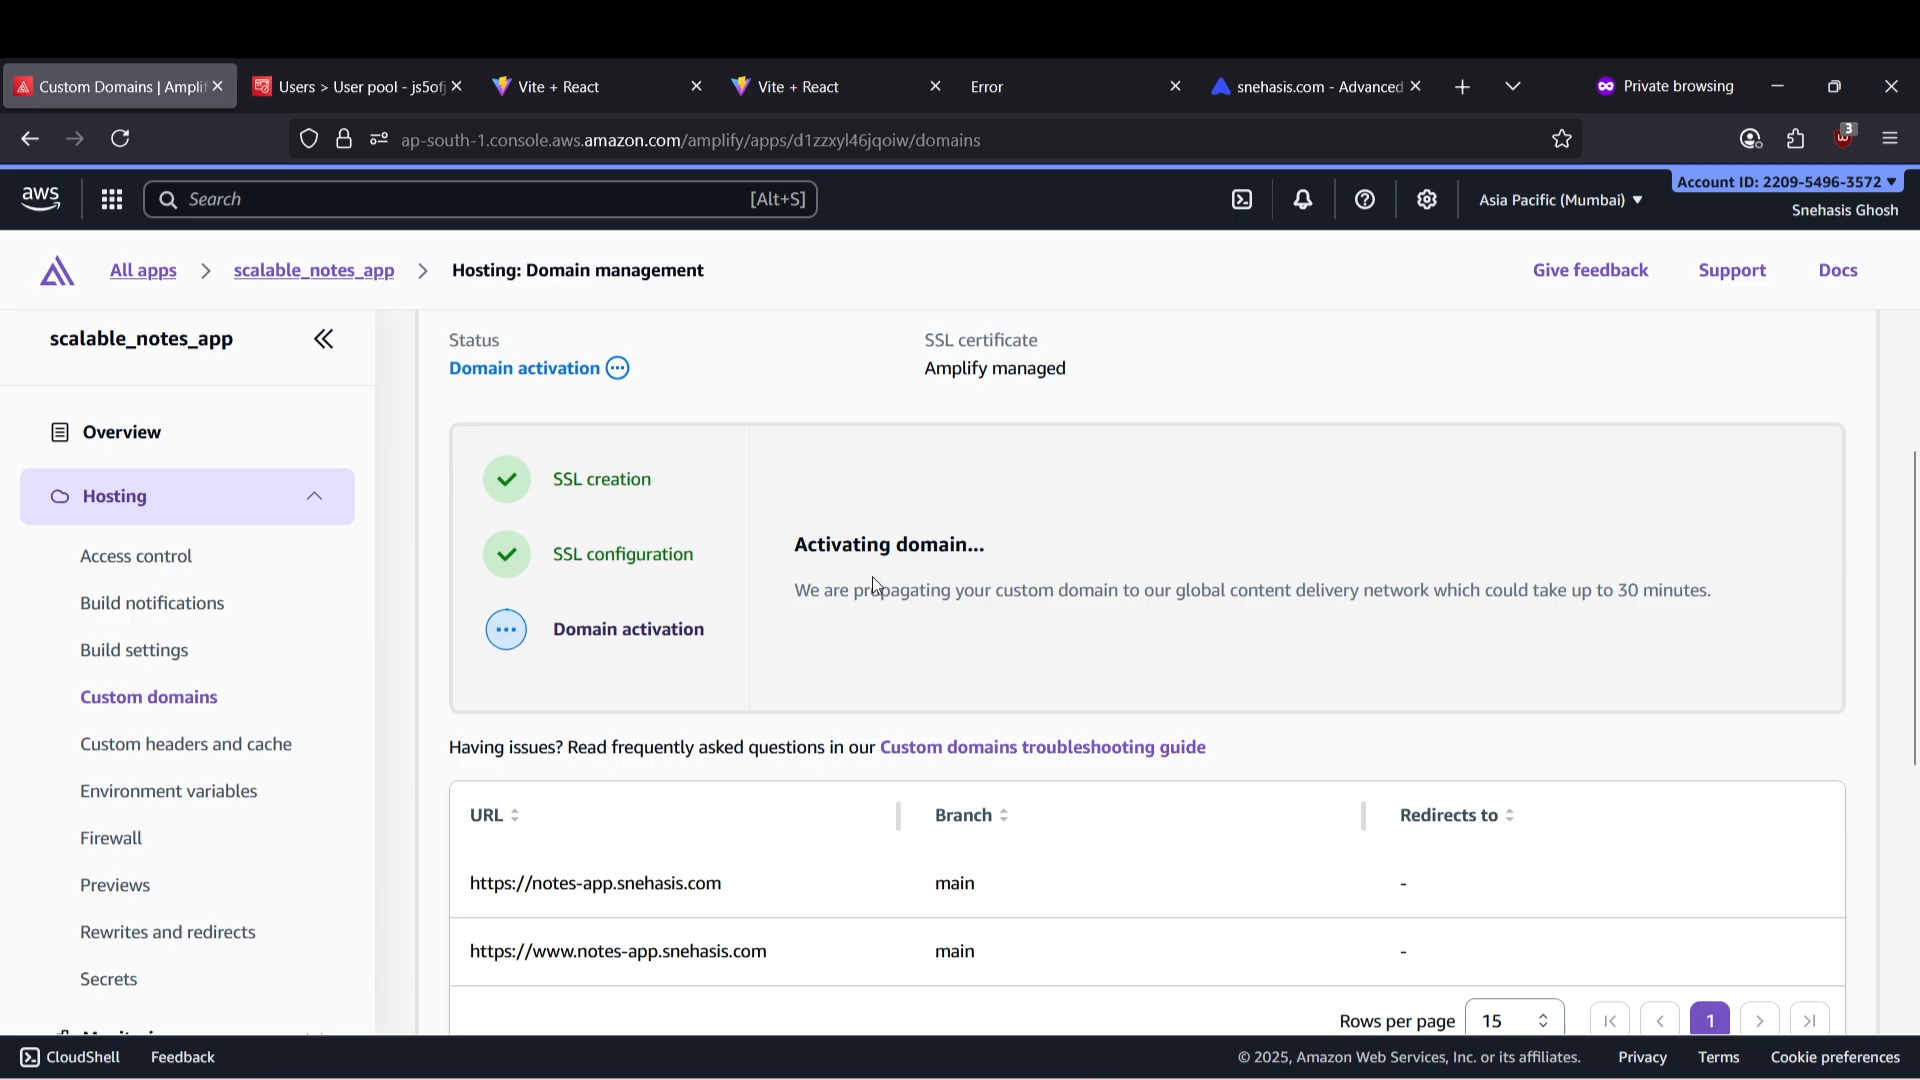 Custom Domains | Amplif
Users > User pool - js5ofj
Vite + React
Vite + React
Error
snehasis.com - Advanced
Private browsing
ap-south-1.console.aws.amazon.com/amplify/apps/d1zzxyl46jqoiw/domains
3
aws
Search
[Alt+S]
Asia Pacific (Mumbai)
Account ID: 2209-5496-3572
Snehasis Ghosh
All apps
scalable_notes_app
Hosting: Domain management
Give feedback
Support
Docs
scalable_notes_app
Overview
Hosting
Access control
Build notifications
Build settings
Custom domains
Custom headers and cache
Environment variables
Firewall
Previews
Rewrites and redirects
Secrets
Status
Domain activation
SSL certificate
Amplify managed
SSL creation
SSL configuration
Domain activation
Activating domain...
We are propagating your custom domain to our global content delivery network which could take up to 30 minutes.
Having issues? Read frequently asked questions in our Custom domains troubleshooting guide
URL
Branch
Redirects to
https://notes-app.snehasis.com
main
-
https://www.notes-app.snehasis.com
main
-
Rows per page
15
1
CloudShell
Feedback
© 2025, Amazon Web Services, Inc. or its affiliates.
Privacy
Terms
Cookie preferences